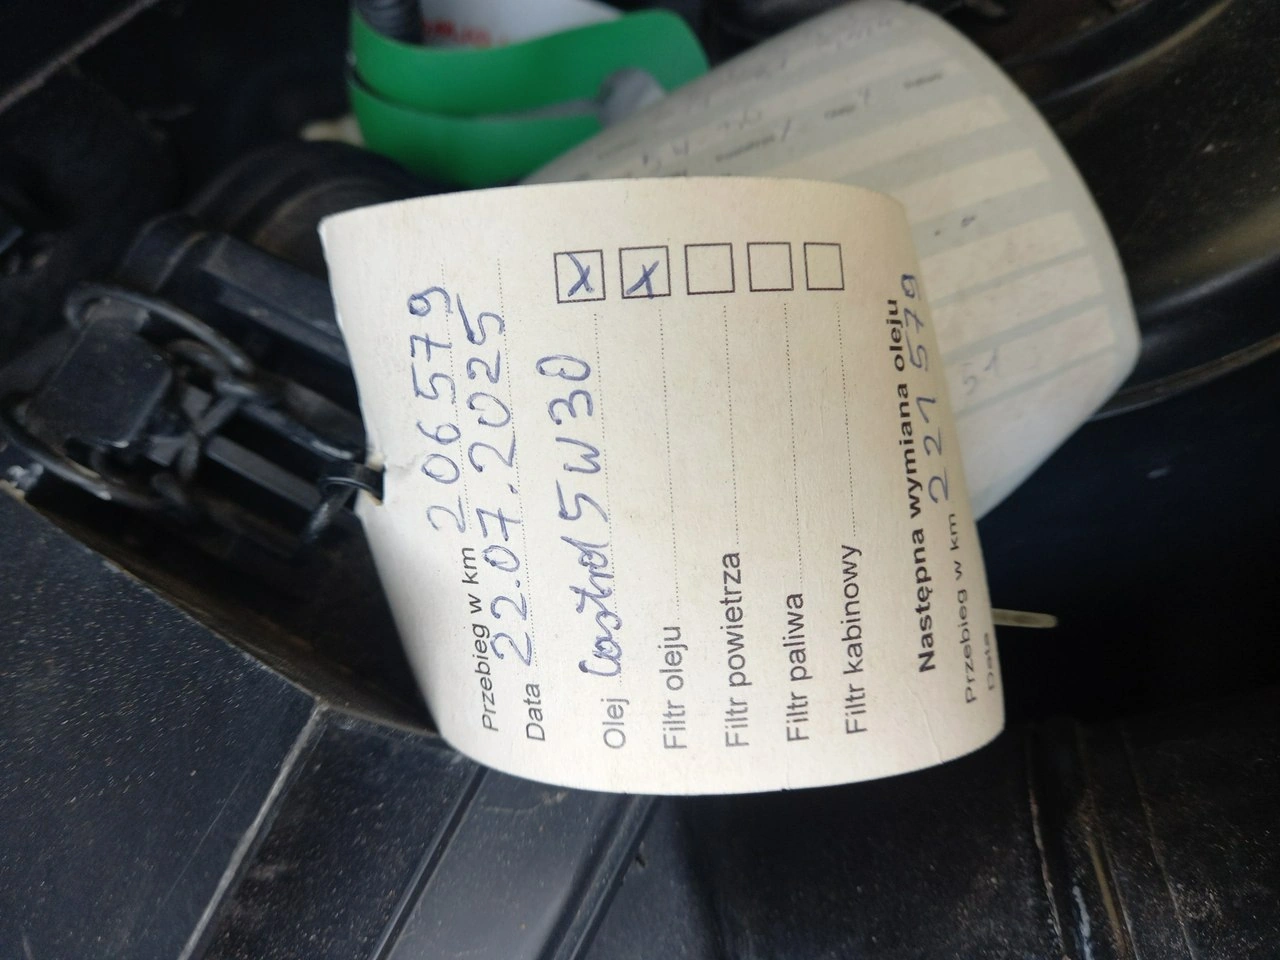 Przebieg w km 206579
Data 22.07.2025
Olej Castrol 5W30 X
Filtr oleju X
Filtr powietrza
Filtr paliwa
Filtr kabinowy
Następna wymiana oleju
Przebieg w km 221579
Data